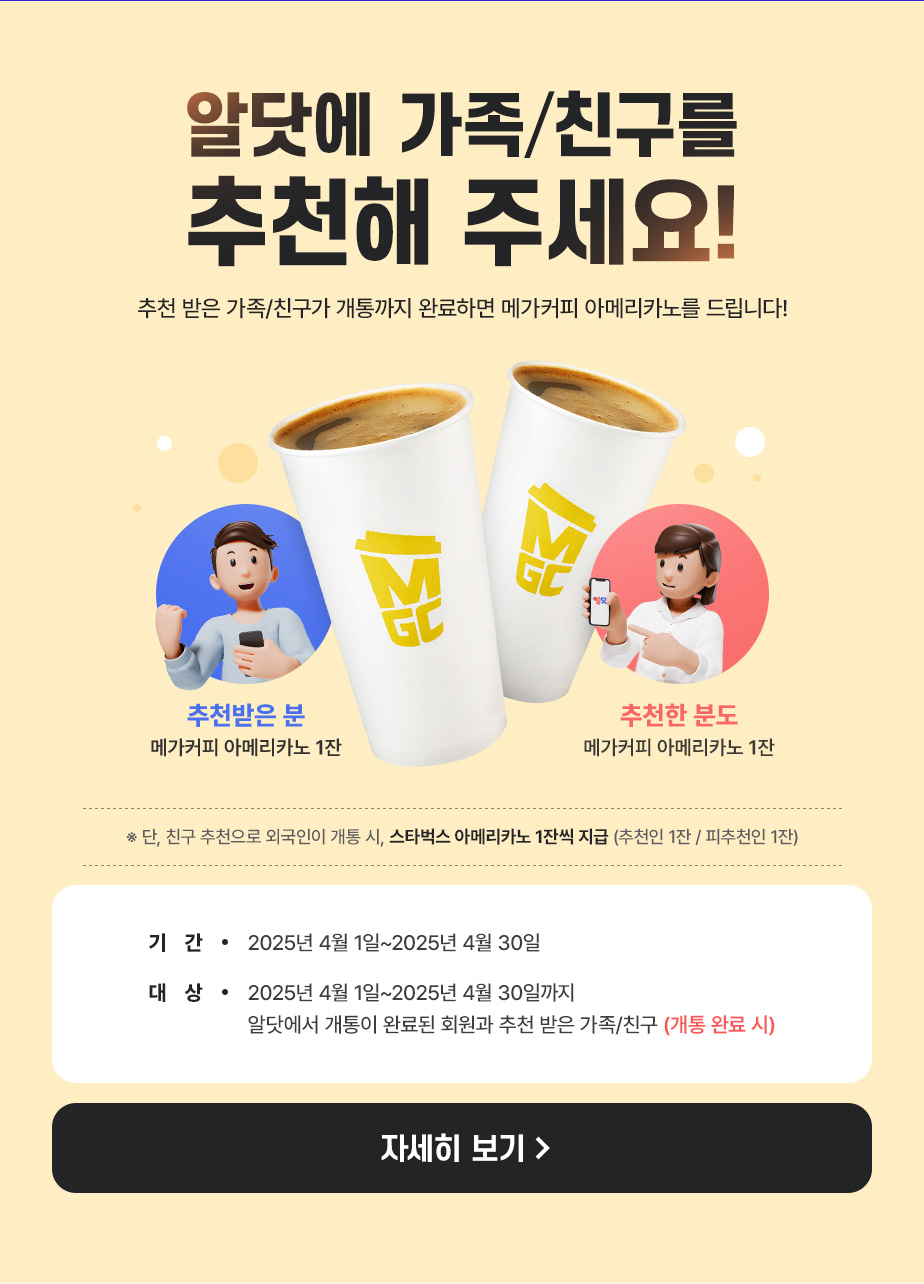 알닷에 가족/친구를
추천해 주세요!
추천 받은 가족/친구가 개통까지 완료하면 메가커피 아메리카노를 드립니다!
M
GC
M
GC
알닷
추천받은 분
메가커피 아메리카노 1잔
추천한 분도
메가커피 아메리카노 1잔
※ 단, 친구 추천으로 외국인이 개통 시, 스타벅스 아메리카노 1잔씩 지급 (추천인 1잔 / 피추천인 1잔)
기 간 • 2025년 4월 1일~2025년 4월 30일
대 상 • 2025년 4월 1일~2025년 4월 30일까지
알닷에서 개통이 완료된 회원과 추천 받은 가족/친구 (개통 완료 시)
자세히 보기 >